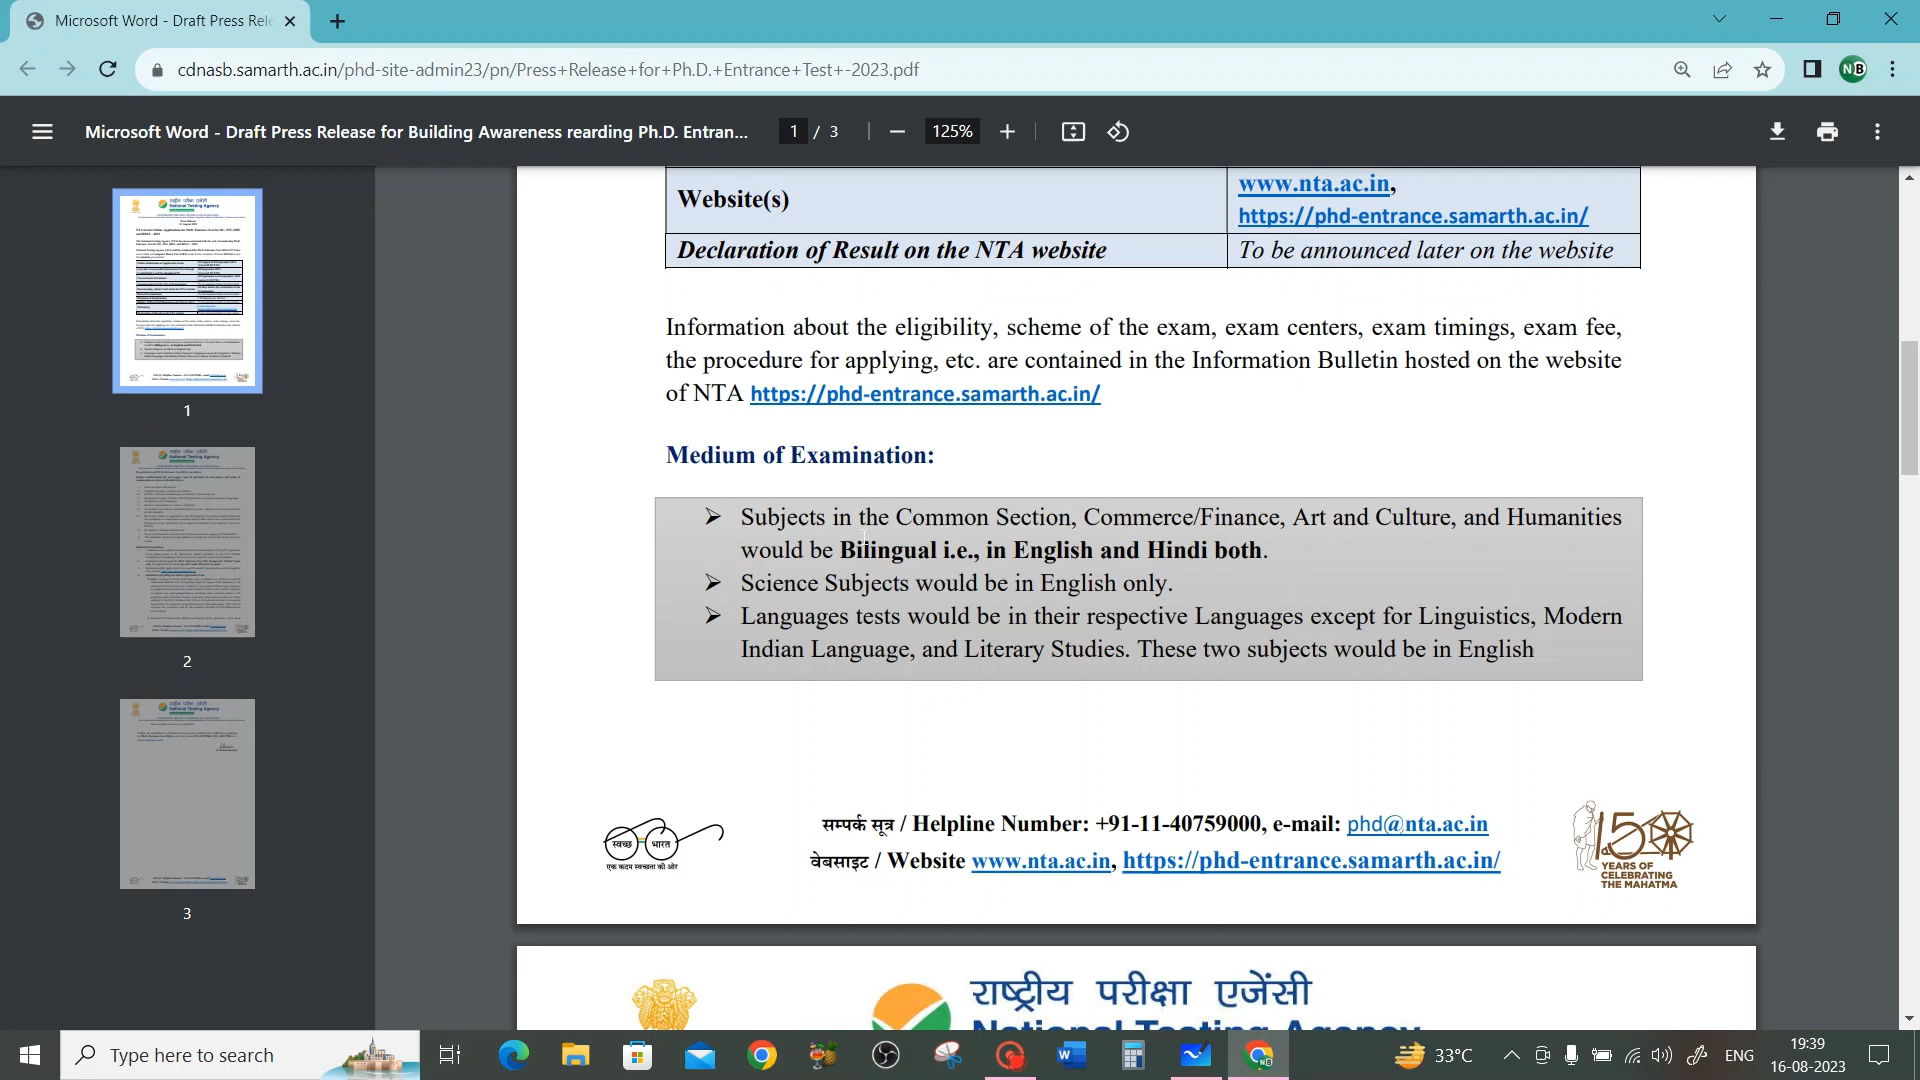 Microsoft Word - Draft Press Rele
cdnasb.samarth.ac.in/phd-site-admin23/pn/Press+Release+for+Ph.D.+Entrance+Test+-2023.pdf
NB
Microsoft Word - Draft Press Release for Building Awareness rearding Ph.D. Entran...
1 / 3
125%
Website(s)
www.nta.ac.in,
https://phd-entrance.samarth.ac.in/
Declaration of Result on the NTA website
To be announced later on the website
Information about the eligibility, scheme of the exam, exam centers, exam timings, exam fee,
the procedure for applying, etc. are contained in the Information Bulletin hosted on the website
of NTA https://phd-entrance.samarth.ac.in/
Medium of Examination:
Subjects in the Common Section, Commerce/Finance, Art and Culture, and Humanities
would be Bilingual i.e., in English and Hindi both.
Science Subjects would be in English only.
Languages tests would be in their respective Languages except for Linguistics, Modern
Indian Language, and Literary Studies. These two subjects would be in English
स्वच्छ भारत
एक कदम स्वच्छता की ओर
सम्पर्क सूत्र / Helpline Number: +91-11-40759000, e-mail: phd@nta.ac.in
वेबसाइट / Website www.nta.ac.in, https://phd-entrance.samarth.ac.in/
150
YEARS OF
CELEBRATING
THE MAHATMA
राष्ट्रीय परीक्षा एजेंसी
National Testing Agency
1
2
3
Type here to search
33°C
ENG
19:39
16-08-2023